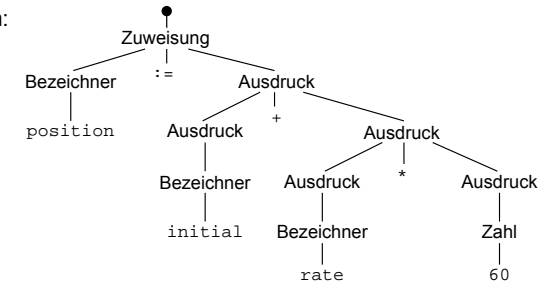 n:
Zuweisung
Bezeichner := Ausdruck
position Ausdruck + Ausdruck
Bezeichner Ausdruck * Ausdruck
initial Bezeichner Zahl
rate 60